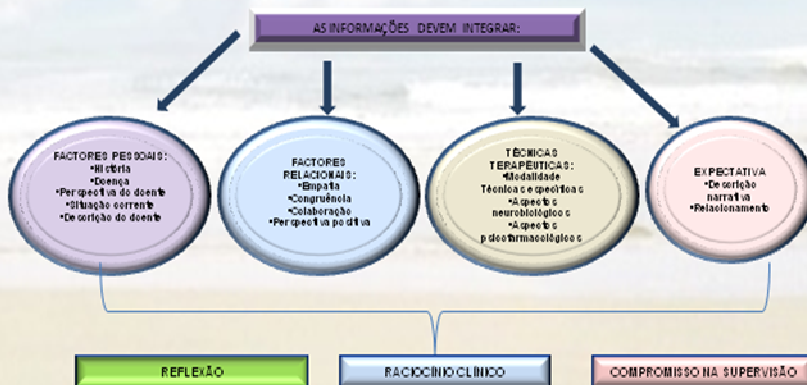 AS INFORMAÇÕES DEVEM INTEGRAR:
FACTORES PESSOAIS:
•História
•Doença
•Perspectiva do doente
•Situação corrente
•Descrição do doente
FACTORES
RELACIONAIS:
•Empatia
•Congruência
•Colaboração
•Perspectiva positiva
TÉCNICAS
TERAPÊUTICAS:
•Modalidade
Técnicas específicas
•Aspectos
neurobiológicos
•Aspectos
psicofarmacológicos
EXPECTATIVA
•Descrição
narrativa
•Relacionamento
REFLEXÃO
RACIOCÍNIO CLÍNICO
COMPROMISSO NA SUPERVISÃO